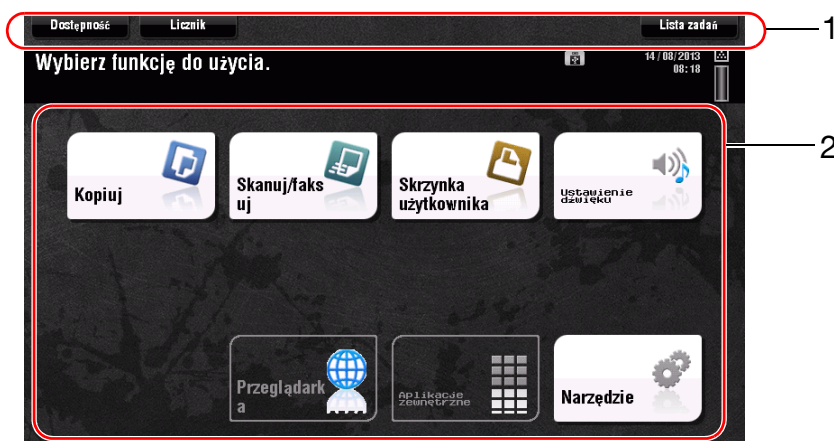 Dostępność Licznik Lista zadań
1
Wybierz funkcję do użycia.
14/08/2013
08:18
2
Kopiuj
Skanuj/faks
uj
Skrzynka
użytkownika
Ustawienie
dźwięku
Przeglądark
a
Aplikacje
zewnętrzne
Narzędzie